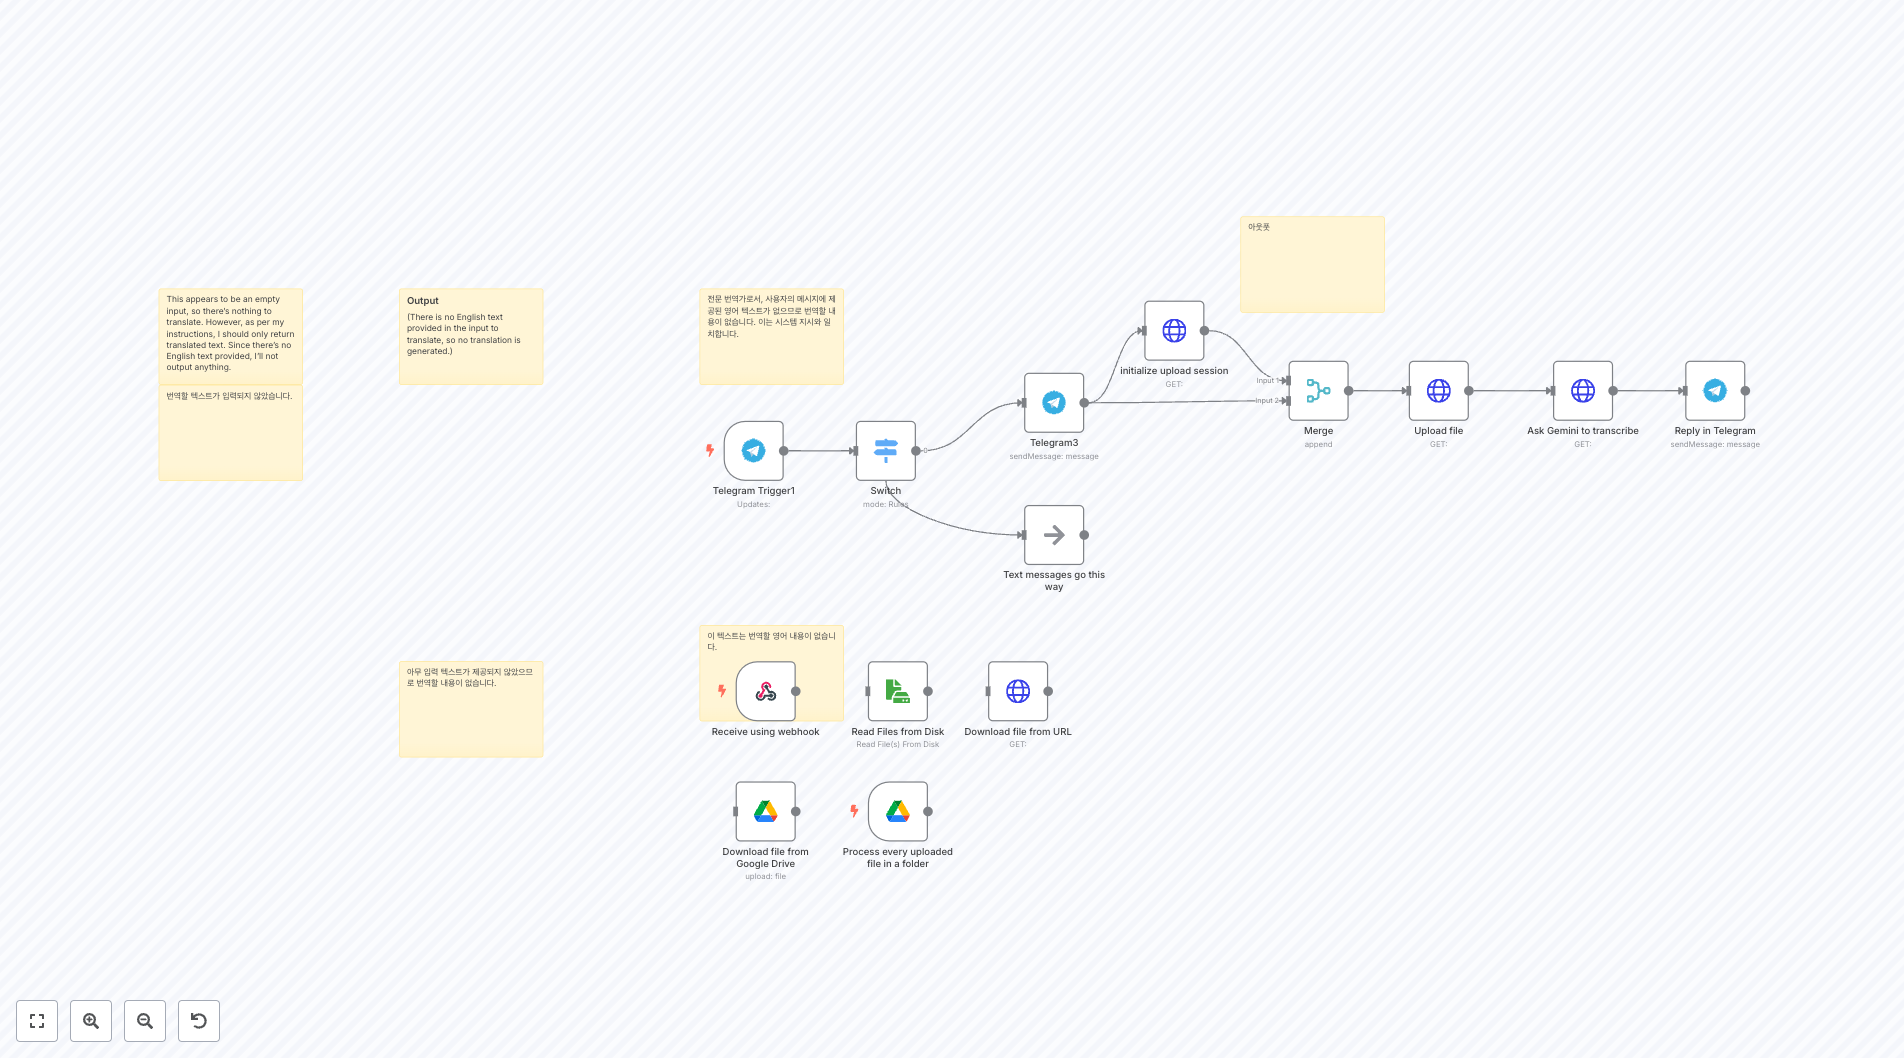 This appears to be an empty
input, so there's nothing to
translate. However, as per my
instructions, I should only return
translated text. Since there's no
English text provided, I'll not
output anything.
번역할 텍스트가 입력되지 않았습니다.
Output
(There is no English text
provided in the input to
translate, so no translation is
generated.)
전문 번역가로서, 사용자의 메시지에 제
공된 영어 텍스트가 없으므로 번역할 내
용이 없습니다. 이는 시스템 지시와 일
치합니다.
아웃풋
initialize upload session
GET:
Input 1
Input 2
Telegram3
sendMessage: message
Merge
append
Upload file
GET:
Ask Gemini to transcribe
GET:
Reply in Telegram
sendMessage: message
Telegram Trigger1
Updates:
Switch
mode: Rules
0
Text messages go this
way
이 텍스트는 번역할 영어 내용이 없습니
다.
아무 입력 텍스트가 제공되지 않았으므
로 번역할 내용이 없습니다.
Receive using webhook
Read Files from Disk
Read File(s) From Disk
Download file from URL
GET:
Download file from
Google Drive
upload: file
Process every uploaded
file in a folder